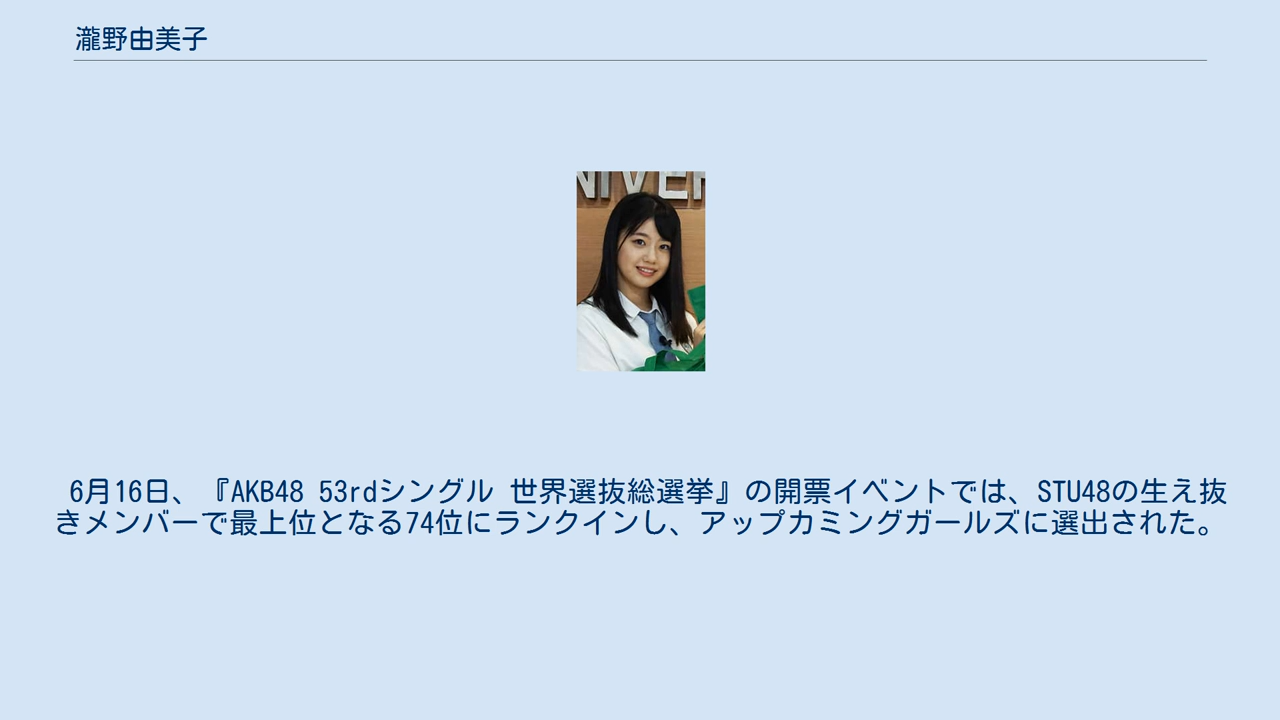 瀧野由美子
NIVER
6月16日、『AKB48 53rdシングル 世界選抜総選挙』の開票イベントでは、STU48の生え抜
きメンバーで最上位となる74位にランクインし、アップカミングガールズに選出された。